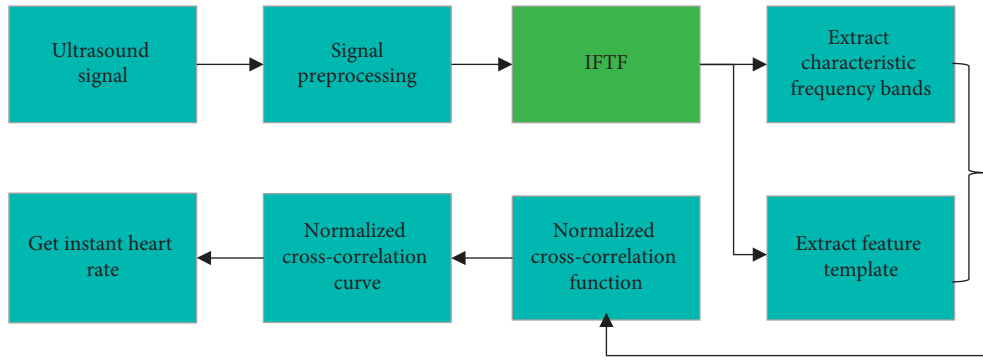 Ultrasound
signal
Signal
preprocessing
IFTF
Extract
characteristic
frequency bands
Get instant heart
rate
Normalized
cross-correlation
curve
Normalized
cross-correlation
function
Extract feature
template